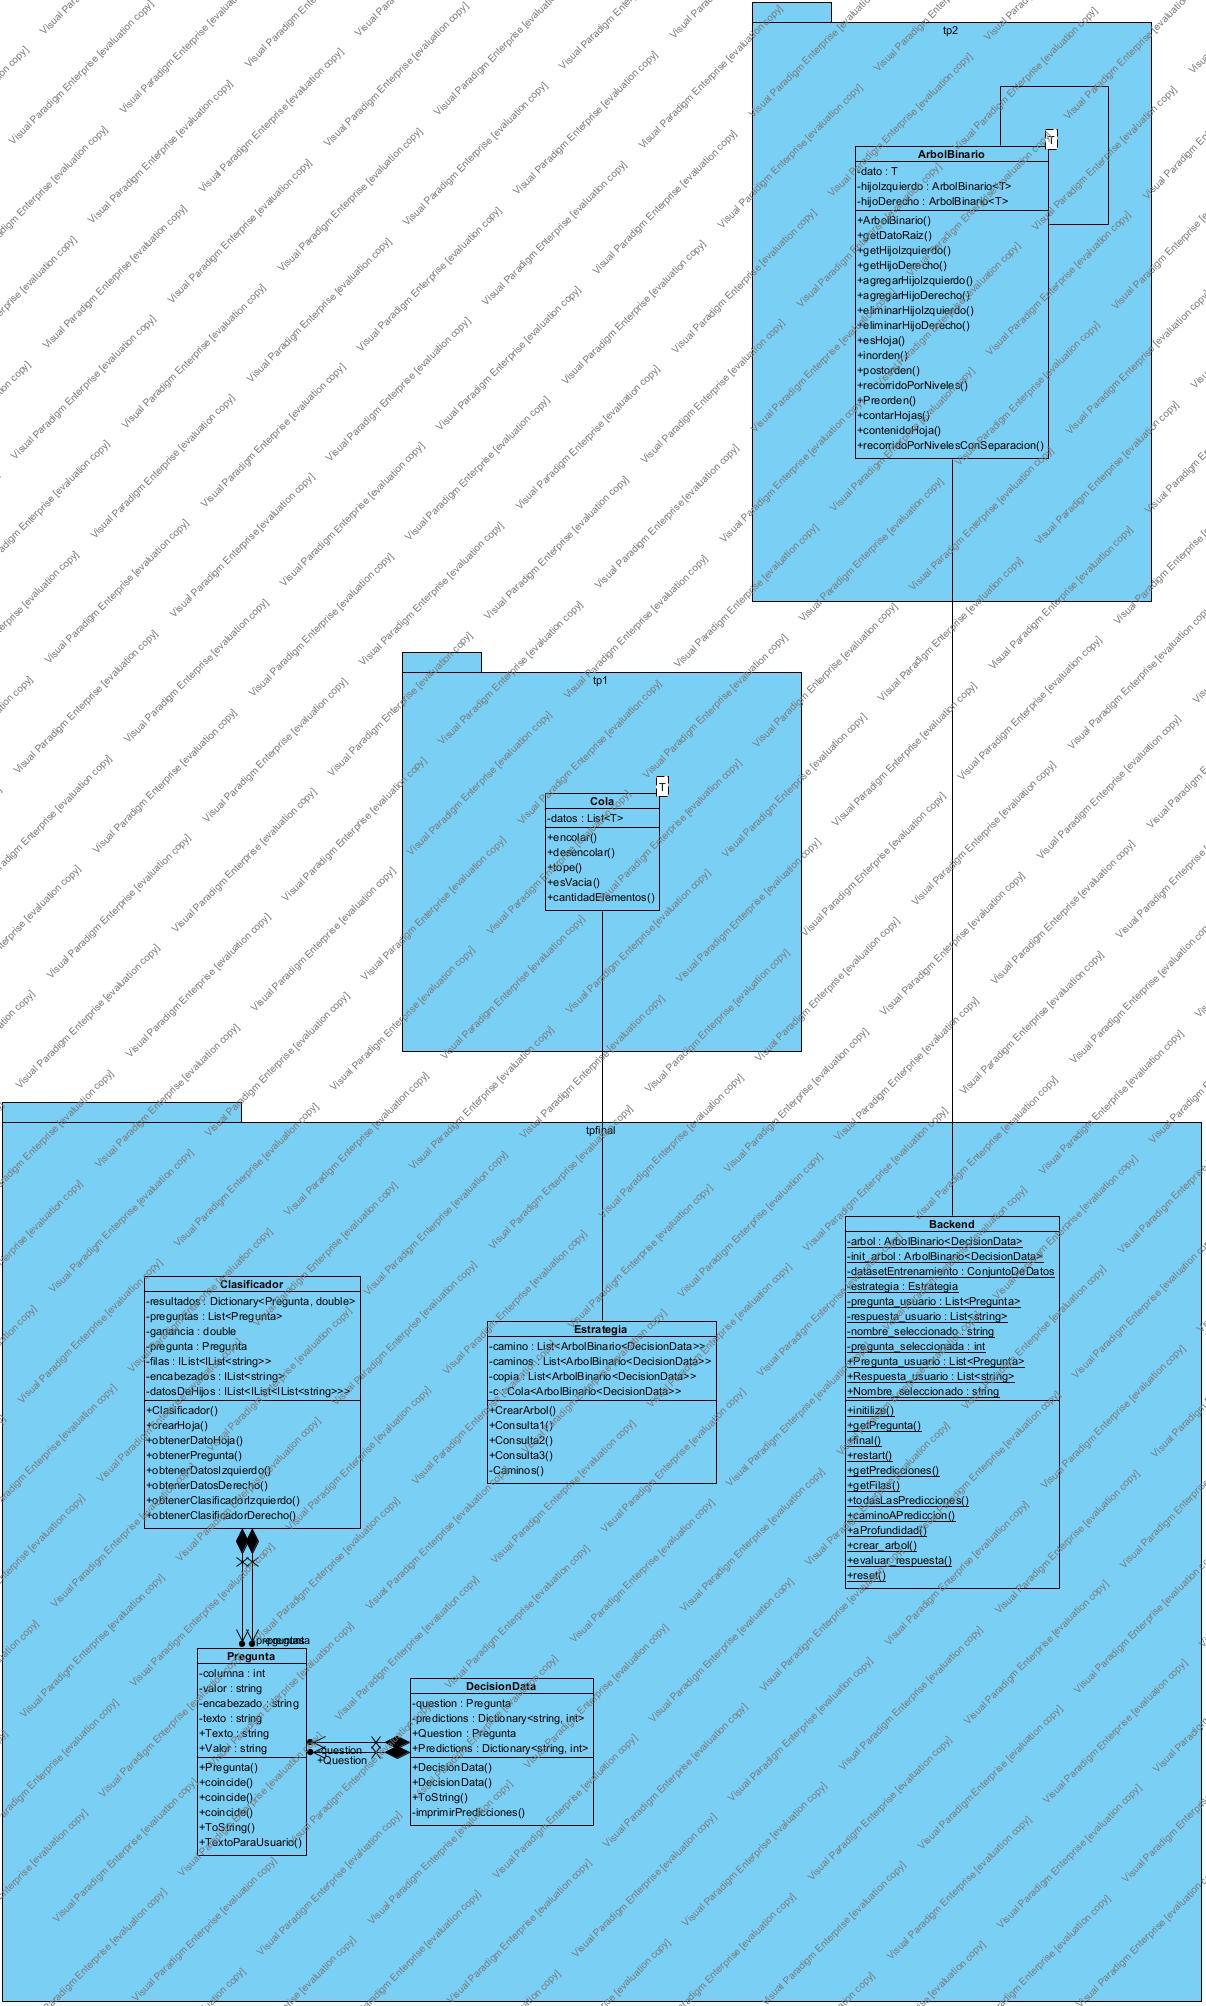 tp2
T
ArbolBinario
-dato : T
-hijoIzquierdo : ArbolBinario<T>
-hijoDerecho : ArbolBinario<T>
+ArbolBinario()
+getDatoRaiz()
+getHijoIzquierdo()
+getHijoDerecho()
+agregarHijoIzquierdo()
+agregarHijoDerecho()
+eliminarHijoIzquierdo()
+eliminarHijoDerecho()
+esHoja()
+inorden()
+postorden()
+recorridoPorNiveles()
+Preorden()
+contarHojas()
+contenidoHoja()
+recorridoPorNivelesConSeparacion()
tp1
T
Cola
-datos : List<T>
+encolar()
+desencolar()
+tope()
+esVacia()
+cantidadElementos()
tpfinal
Backend
-arbol : ArbolBinario<DecisionData>
-init_arbol : ArbolBinario<DecisionData>
-datasetEntrenamiento : ConjuntoDeDatos
-estrategia : Estrategia
-pregunta_usuario : List<Pregunta>
-respuesta_usuario : List<string>
-nombre_seleccionado : string
-pregunta_seleccionada : int
+Pregunta_usuario : List<Pregunta>
+Respuesta_usuario : List<string>
+Nombre_seleccionado : string
+initilize()
+getPregunta()
+final()
+restart()
+getPredicciones()
+getFilas()
+todasLasPredicciones()
+caminoAPrediccion()
+aProfundidad()
+crear_arbol()
+evaluar_respuesta()
+reset()
Clasificador
-resultados : Dictionary<Pregunta, double>
-preguntas : List<Pregunta>
-ganancia : double
-pregunta : Pregunta
-filas : IList<IList<string>>
-encabezados : IList<string>
-datosDeHijos : IList<IList<IList<string>>>
+Clasificador()
+crearHoja()
+obtenerDatoHoja()
+obtenerPregunta()
+obtenerDatosIzquierdo()
+obtenerDatosDerecho()
+obtenerClasificadorIzquierdo()
+obtenerClasificadorDerecho()
Estrategia
-camino : List<ArbolBinario<DecisionData>>
-caminos : List<ArbolBinario<DecisionData>>
-copia : List<ArbolBinario<DecisionData>>
-c : Cola<ArbolBinario<DecisionData>>
+CrearArbol()
+Consulta1()
+Consulta2()
+Consulta3()
-Caminos()
Pregunta
-columna : int
-valor : string
-encabezado : string
-texto : string
+Texto : string
+Valor : string
+Pregunta()
+coincide()
+coincide()
+coincide()
+ToString()
+TextoParaUsuario()
-question
+Question
DecisionData
-question : Pregunta
-predictions : Dictionary<string, int>
+Question : Pregunta
+Predictions : Dictionary<string, int>
+DecisionData()
+DecisionData()
+ToString()
-imprimirPredicciones()
Visual Paradigm Enterprise [evaluation copy]